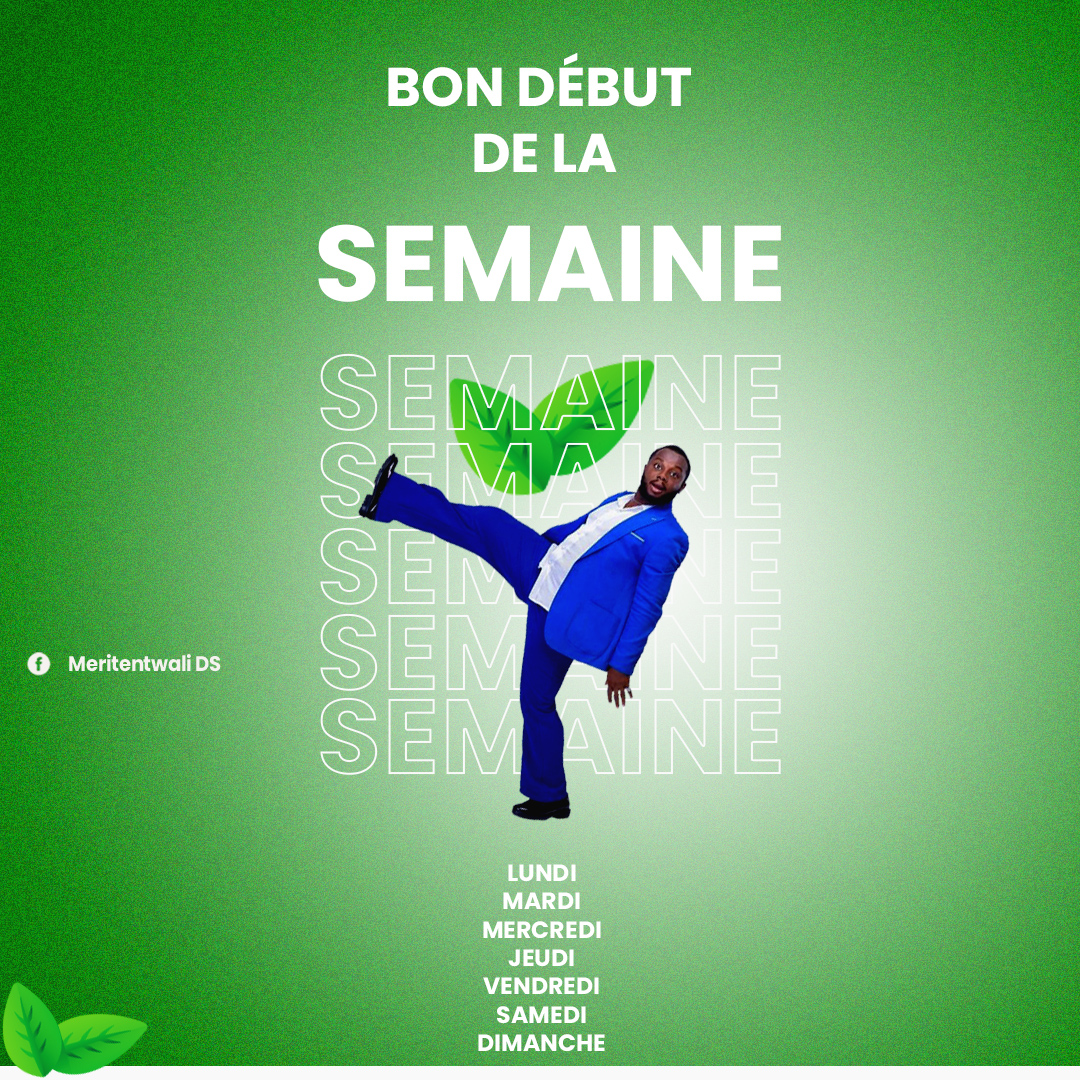 BON DÉBUT
DE LA
SEMAINE
SEMAINE
SEMAINE
SEMAINE
SEMAINE
SEMAINE
Meritentwali DS
LUNDI
MARDI
MERCREDI
JEUDI
VENDREDI
SAMEDI
DIMANCHE